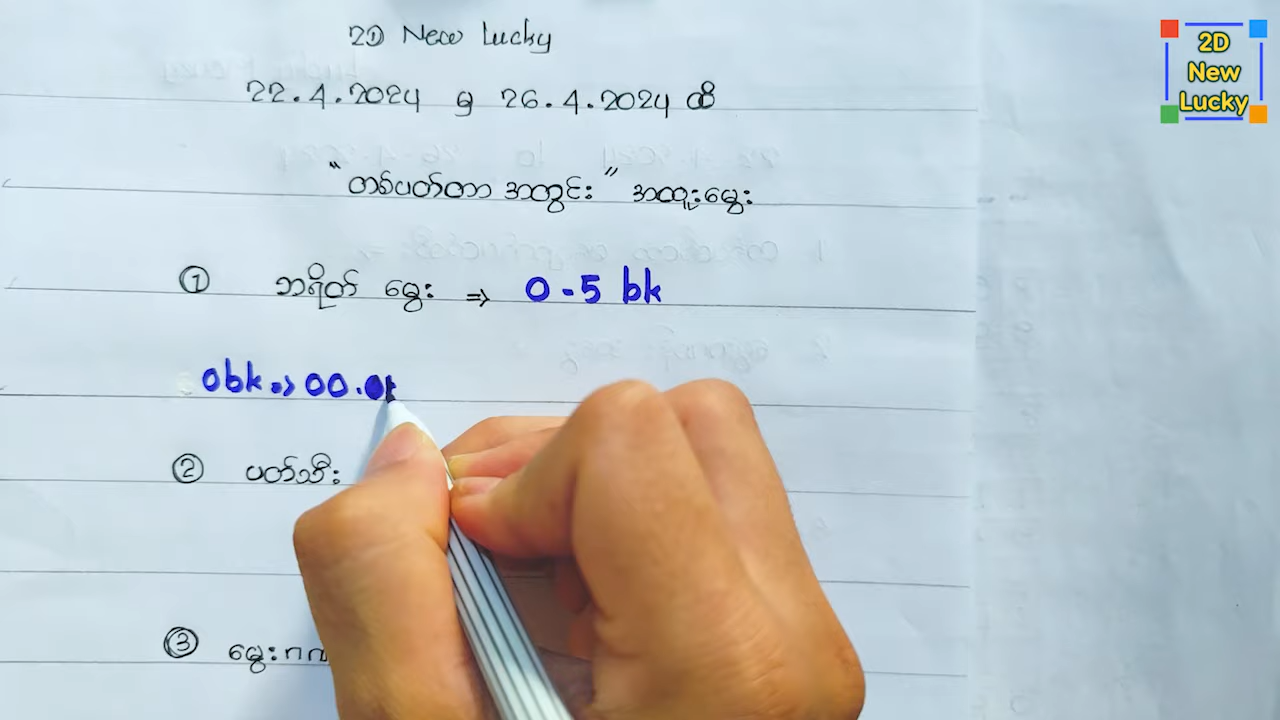 2D New Lucky
22.4.2024 မှ 26.4.2024 ထိ
"တစ်ပတ်တာ အတွင်း" အထူးမွေး
① ဘရိတ် မွေး ⇒ 0-5 bk
0bk⇒ 00.
② ပတ်သီး
③ မွေး
2D
New
Lucky